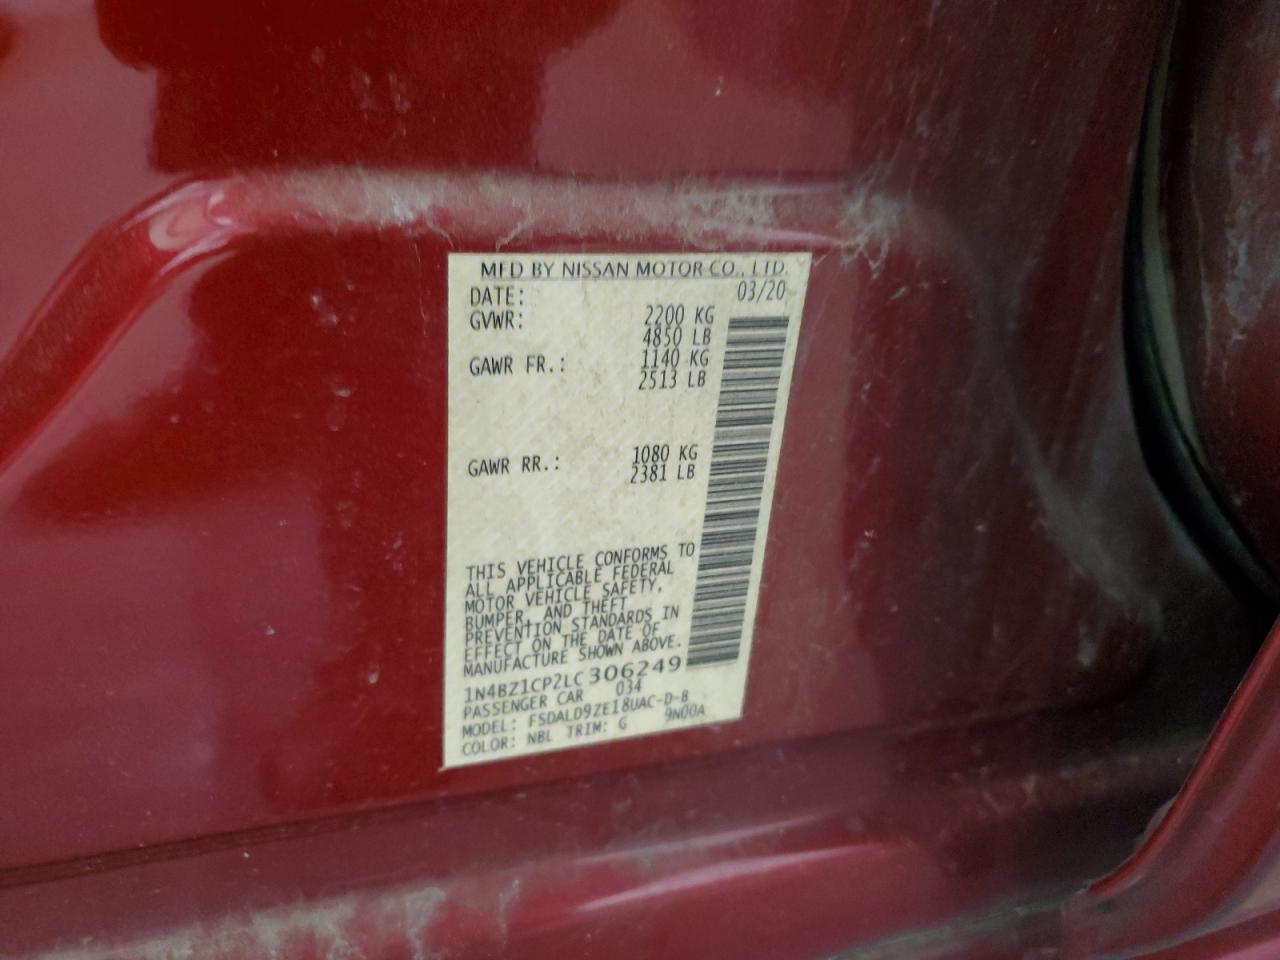 MFD BY NISSAN MOTOR CO., LTD.
DATE: 03/20
GVWR: 2200 KG
4850 LB
GAWR FR.: 1140 KG
2513 LB
GAWR RR.: 1080 KG
2381 LB
THIS VEHICLE CONFORMS TO
ALL APPLICABLE FEDERAL
MOTOR VEHICLE SAFETY,
BUMPER, AND THEFT
PREVENTION STANDARDS IN
EFFECT ON THE DATE OF
MANUFACTURE SHOWN ABOVE.
1N4BZ1CP2LC306249
PASSENGER CAR 034
MODEL: FSDALD9ZE18UAC-D-8
COLOR: NBL TRIM: G 9N00A